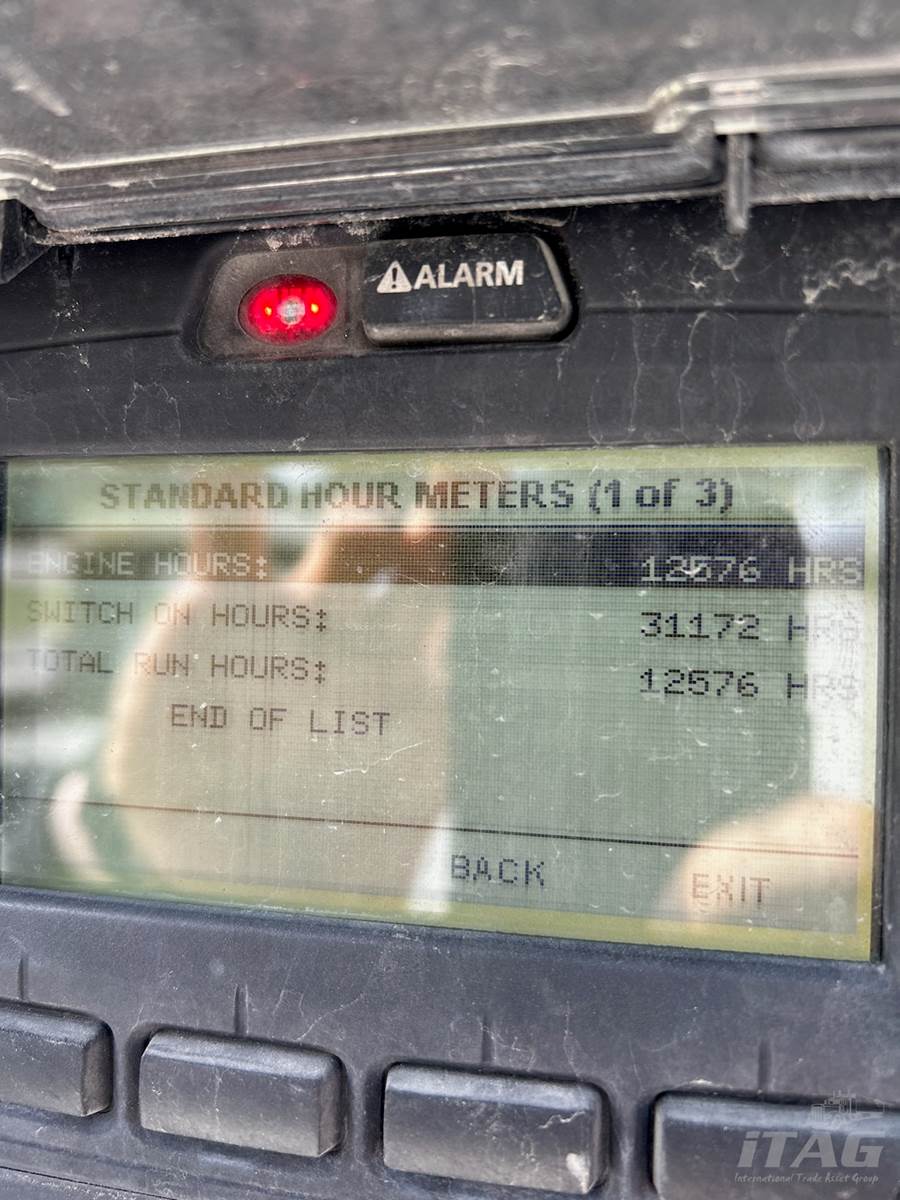 ⚠ALARM
STANDARD HOUR METERS (1 of 3)
ENGINE HOURS: 12576 HRS
SWITCH ON HOURS: 31172 HRS
TOTAL RUN HOURS: 12576 HRS
END OF LIST
BACK EXIT
iTAG
International Trade Asset Group